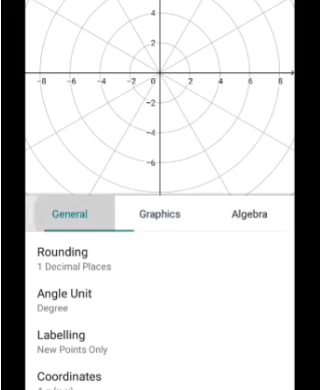 4
2
-8 -6 -4 -2 0 2 4 6 8
-2
-4
-6
General Graphics Algebra
Rounding
1 Decimal Places
Angle Unit
Degree
Labelling
New Points Only
Coordinates